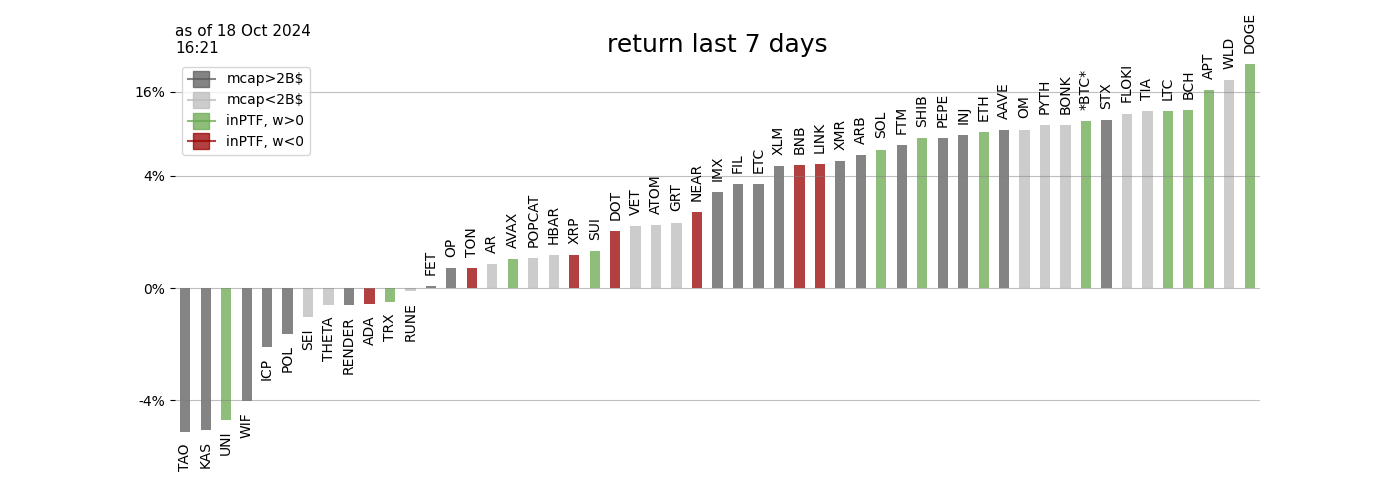 as of 18 Oct 2024
16:21
return last 7 days
mcap>2B$
mcap<2B$
inPTF, w>0
inPTF, w<0
16%
4%
0%
-4%
TAO
KAS
UNI
WIF
ICP
POL
SEI
THETA
RENDER
ADA
TRX
RUNE
FET
OP
TON
AR
AVAX
POPCAT
HBAR
XRP
SUI
DOT
VET
ATOM
GRT
NEAR
IMX
FIL
ETC
XLM
BNB
LINK
XMR
ARB
SOL
FTM
SHIB
PEPE
INJ
ETH
AAVE
OM
PYTH
BONK
*BTC*
STX
FLOKI
TIA
LTC
BCH
APT
WLD
DOGE